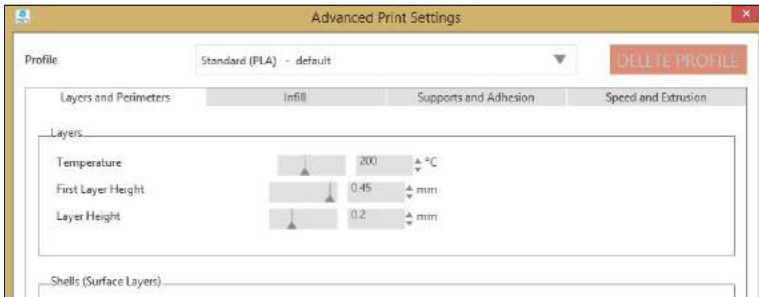 Advanced Print Settings
Profile
Standard (PLA) - default
DELETE PROFILE
Layers and Perimeters
Infill
Supports and Adhesion
Speed and Extrusion
Layers
Temperature 200 °C
First Layer Height 0.45 mm
Layer Height 0.2 mm
Shells (Surface Layers)